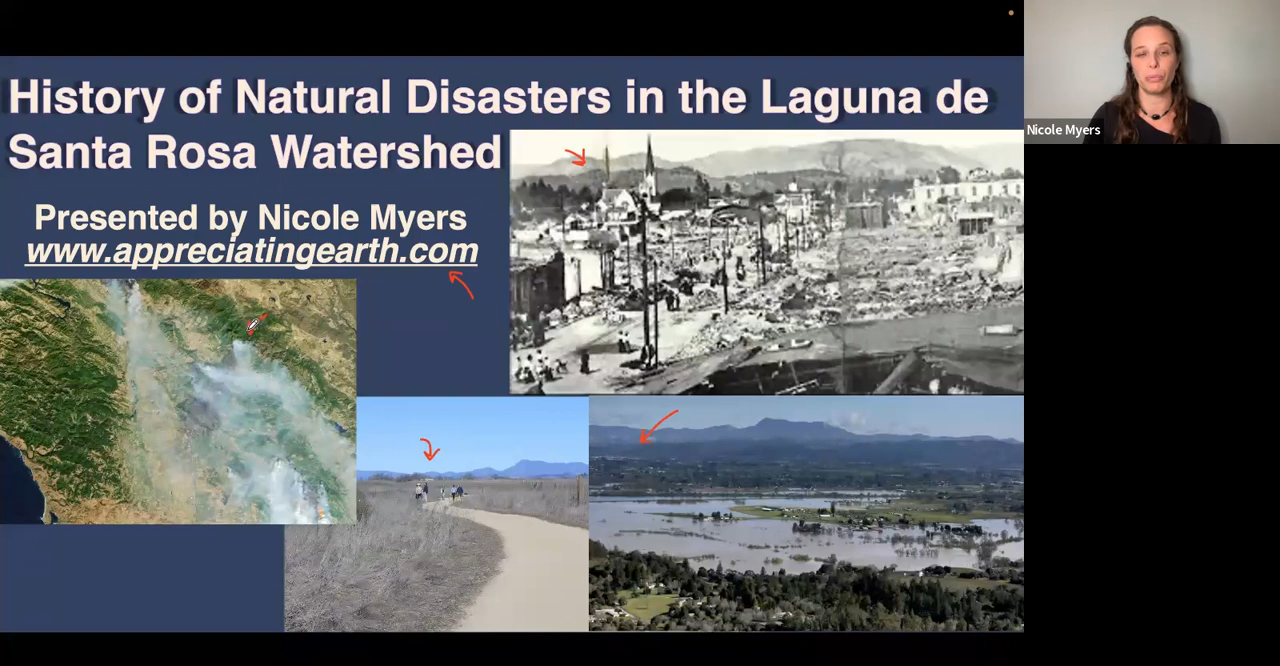 History of Natural Disasters in the Laguna de
Santa Rosa Watershed
Presented by Nicole Myers
www.appreciatingearth.com
Nicole Myers